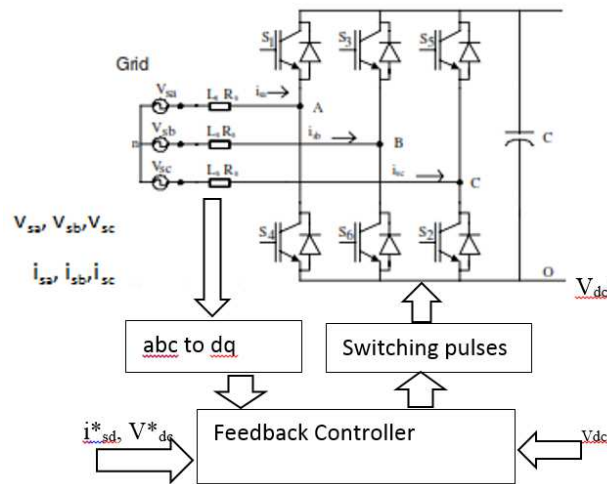 S₁ S₃ S₅
Grid
Vsa Lₛ Rₛ isa A
Vsb Lₛ Rₛ isb B C
n
Vsc Lₛ Rₛ isc C
Vsa, Vsb,Vsc
S₄ S₆ S₂
isa, isb,isc
O
Vdc
abc to dq
Switching pulses
i*sd, V*dc
Feedback Controller
Vdc